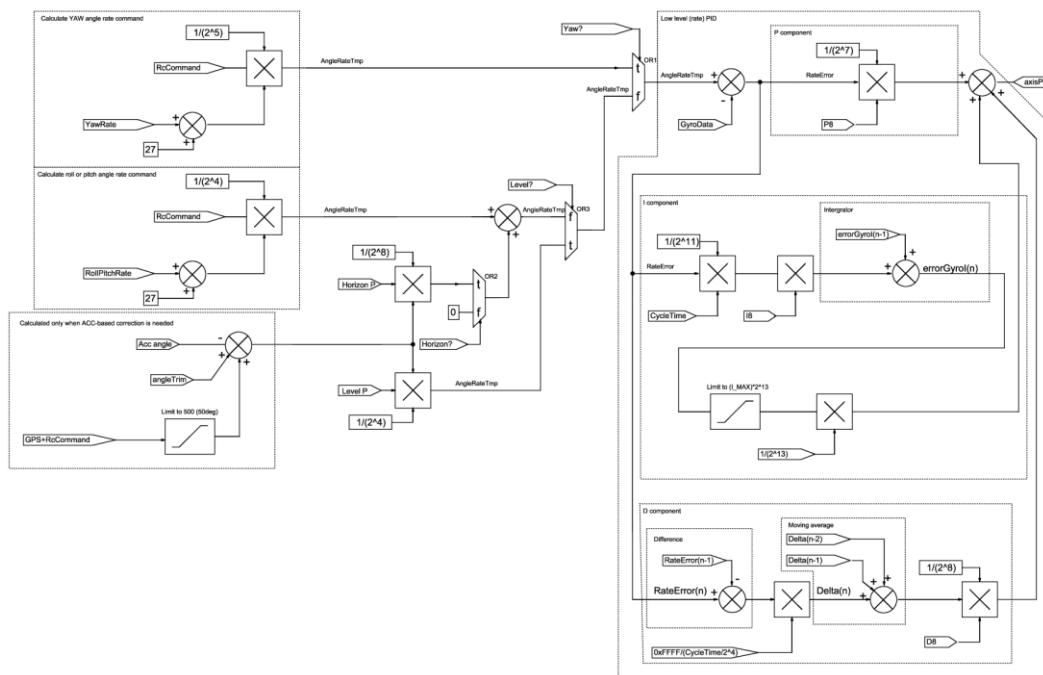 Calculate YAW angle rate command
1/(2^5)
RcCommand
AngleRateTmp
YawRate
+
+
27
Calculate roll or pitch angle rate command
1/(2^4)
RcCommand
AngleRateTmp
RollPitchRate
+
+
27
Calculated only when ACC-based correction is needed
Acc angle
-
+
+
angleTrim
Limit to 500 (50deg)
GPS+RcCommand
1/(2^8)
Horizon P
OR2
t
0
f
Horizon?
Level P
AngleRateTmp
1/(2^4)
+
+
AngleRateTmp
Level?
OR3
f
t
Yaw?
OR1
t
AngleRateTmp
f
Low level (rate) PID
AngleRateTmp
+
-
GyroData
P component
1/(2^7)
RateError
P8
+
+
+
axisP
I component
1/(2^11)
RateError
CycleTime
I8
Intergrator
errorGyroI(n-1)
+
+
errorGyroI(n)
Limit to (I_MAX)*2^13
1/(2^13)
D component
Difference
RateError(n-1)
-
RateError(n)
+
0xFFFF/(CycleTime/2^4)
Moving average
Delta(n-2)
Delta(n-1)
+
+
Delta(n)
+
1/(2^8)
D8